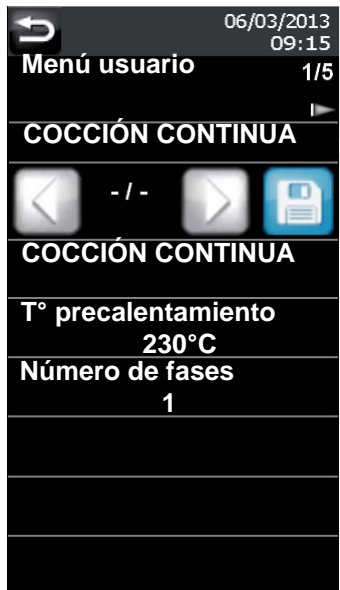 06/03/2013
09:15
Menú usuario 1/5
COCCIÓN CONTINUA
- / -
COCCIÓN CONTINUA
T° precalentamiento
230°C
Número de fases
1